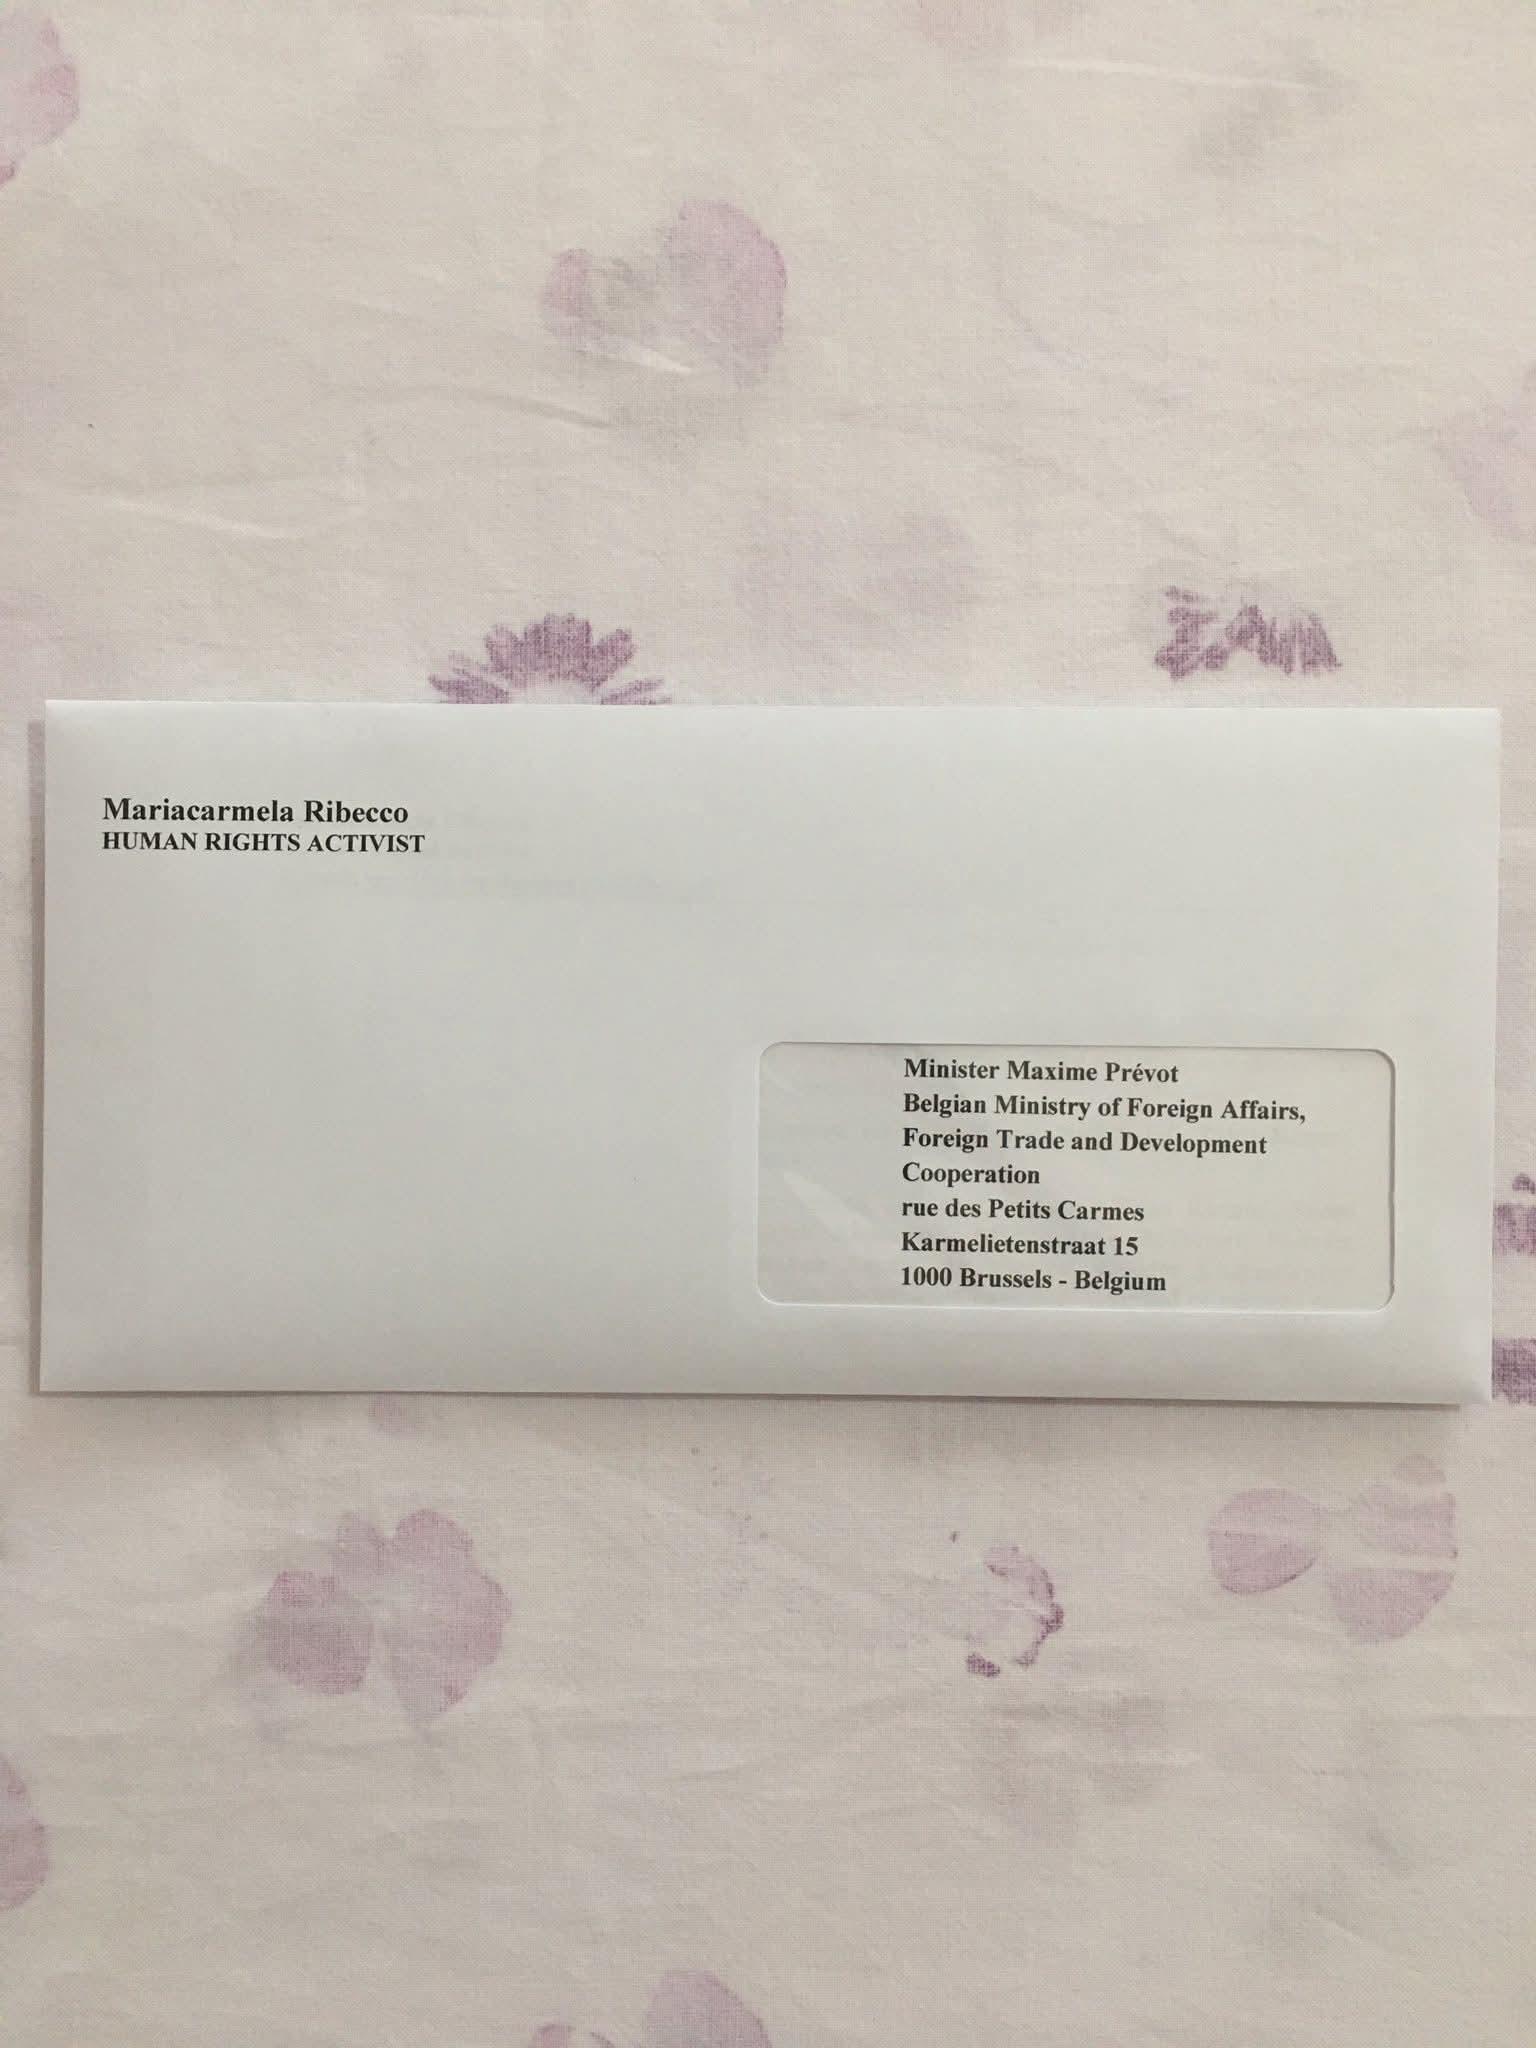 Mariacarmela Ribecco
HUMAN RIGHTS ACTIVIST
Minister Maxime Prévot
Belgian Ministry of Foreign Affairs,
Foreign Trade and Development
Cooperation
rue des Petits Carmes
Karmelietenstraat 15
1000 Brussels - Belgium